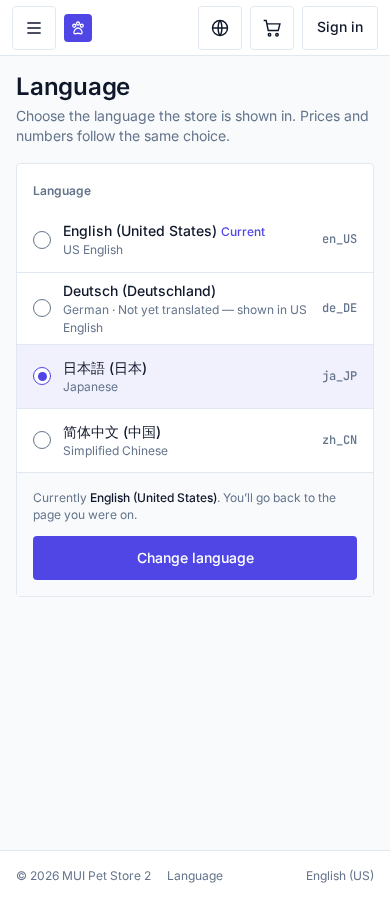 Sign in
Language
Choose the language the store is shown in. Prices and
numbers follow the same choice.
Language
English (United States) Current
US English
en_US
Deutsch (Deutschland)
German · Not yet translated — shown in US
English
de_DE
日本語 (日本)
Japanese
ja_JP
简体中文 (中国)
Simplified Chinese
zh_CN
Currently English (United States). You’ll go back to the
page you were on.
Change language
© 2026 MUI Pet Store 2 Language English (US)